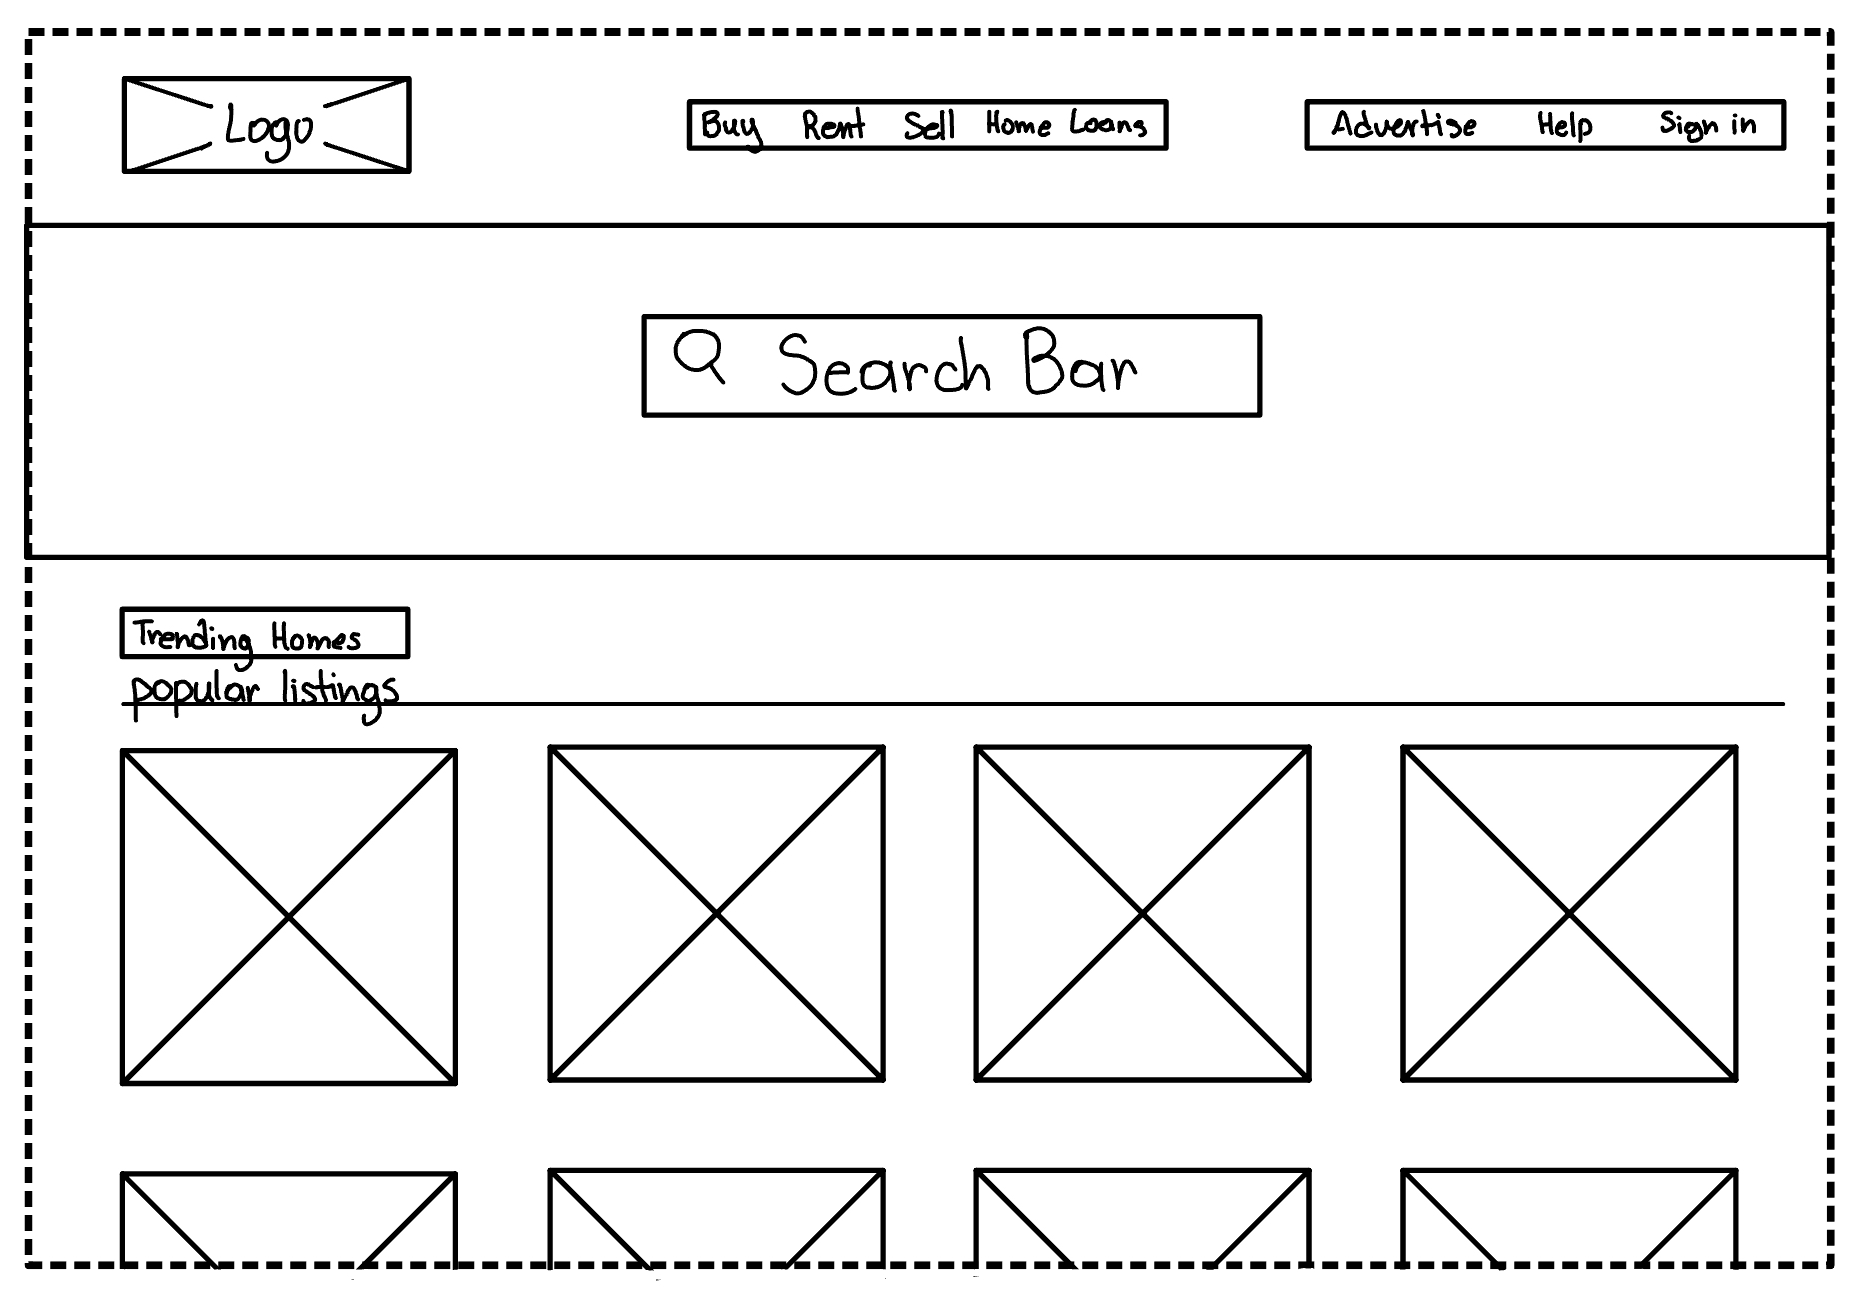 Logo
Buy Rent Sell Home Loans
Advertise Help Sign in
Search Bar
Trending Homes
popular listings